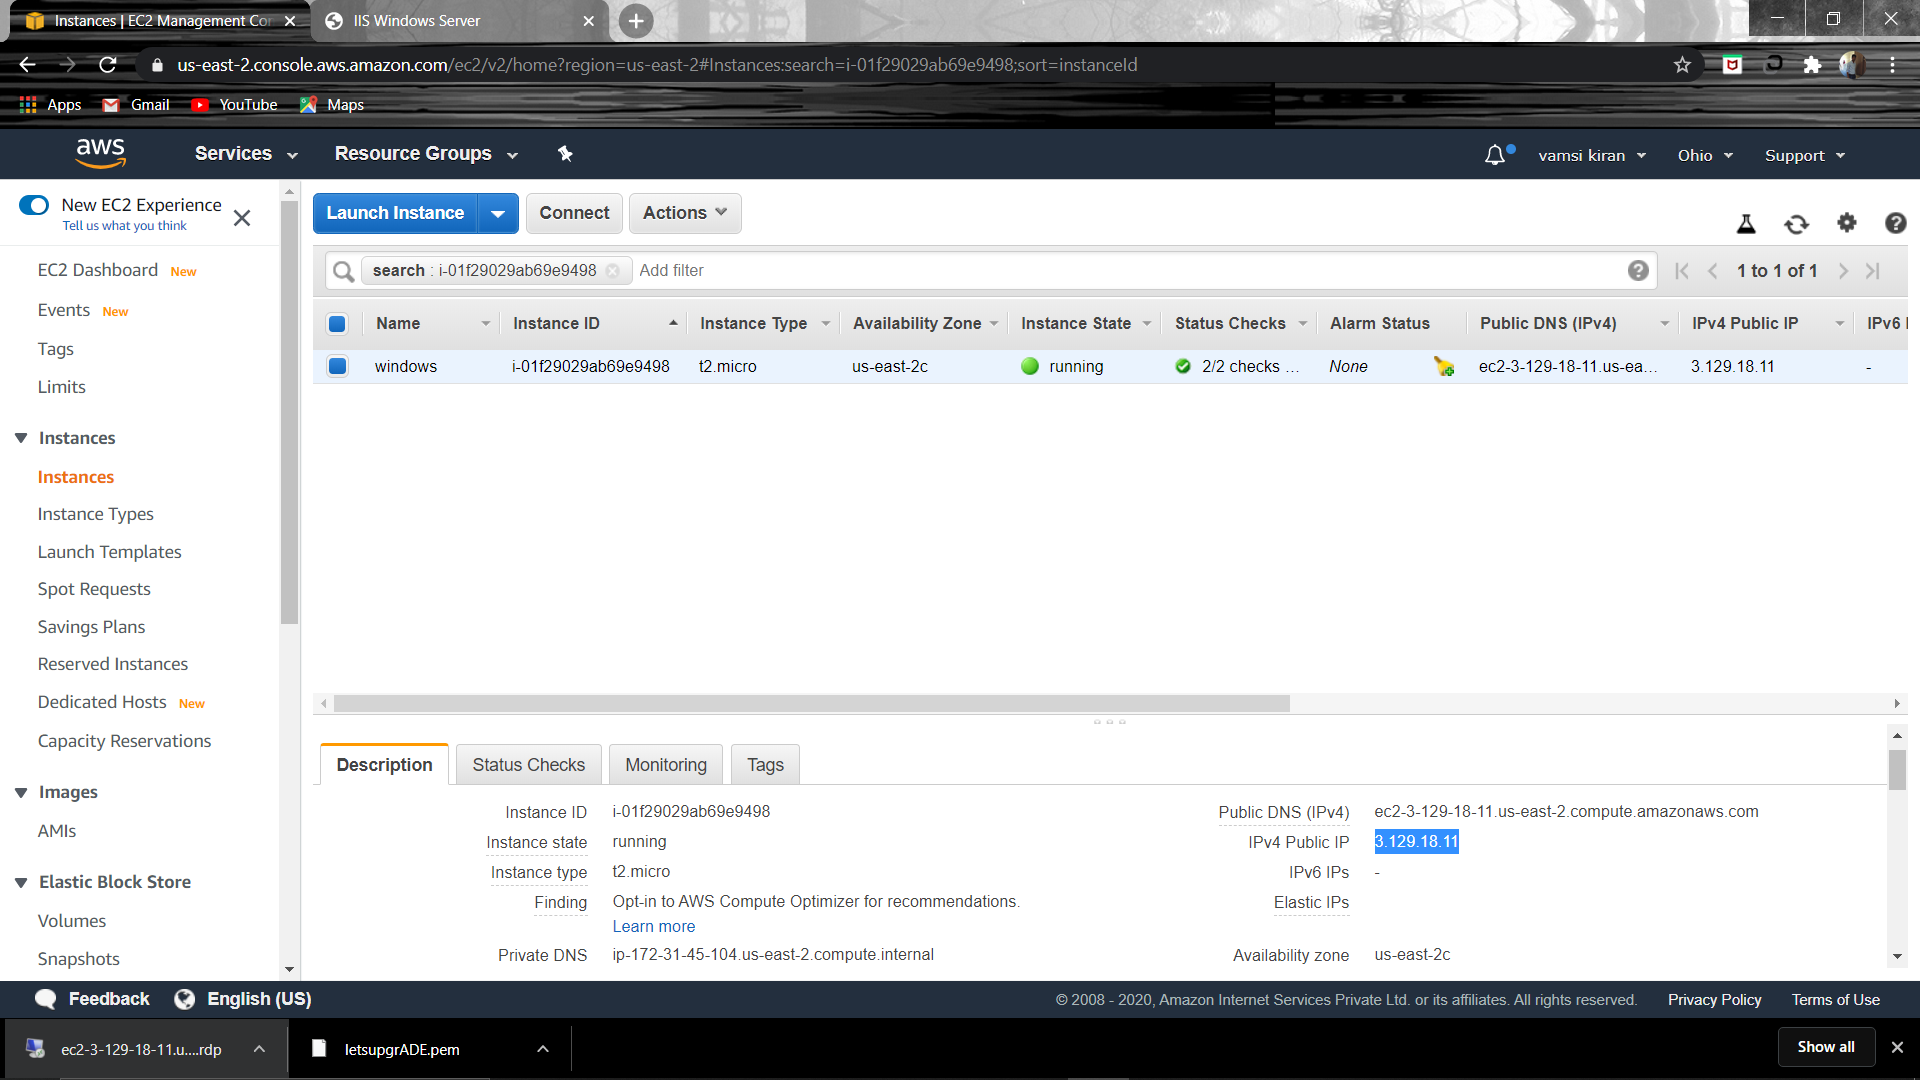 Instances | EC2 Management Co
IIS Windows Server
us-east-2.console.aws.amazon.com/ec2/v2/home?region=us-east-2#Instances:search=i-01f29029ab69e9498;sort=instanceId
Apps Gmail YouTube Maps
aws Services Resource Groups vamsi kiran Ohio Support
New EC2 Experience
Tell us what you think
EC2 Dashboard New
Events New
Tags
Limits
Instances
Instances
Instance Types
Launch Templates
Spot Requests
Savings Plans
Reserved Instances
Dedicated Hosts New
Capacity Reservations
Images
AMIs
Elastic Block Store
Volumes
Snapshots
Launch Instance Connect Actions
search : i-01f29029ab69e9498 Add filter 1 to 1 of 1
Name Instance ID Instance Type Availability Zone Instance State Status Checks Alarm Status Public DNS (IPv4) IPv4 Public IP IPv6 I
windows i-01f29029ab69e9498 t2.micro us-east-2c running 2/2 checks ... None ec2-3-129-18-11.us-ea... 3.129.18.11 -
Description Status Checks Monitoring Tags
Instance ID i-01f29029ab69e9498 Public DNS (IPv4) ec2-3-129-18-11.us-east-2.compute.amazonaws.com
Instance state running IPv4 Public IP 3.129.18.11
Instance type t2.micro IPv6 IPs -
Finding Opt-in to AWS Compute Optimizer for recommendations. Elastic IPs
Learn more
Private DNS ip-172-31-45-104.us-east-2.compute.internal Availability zone us-east-2c
Feedback English (US) © 2008 - 2020, Amazon Internet Services Private Ltd. or its affiliates. All rights reserved. Privacy Policy Terms of Use
ec2-3-129-18-11.u....rdp letsupgrADE.pem Show all